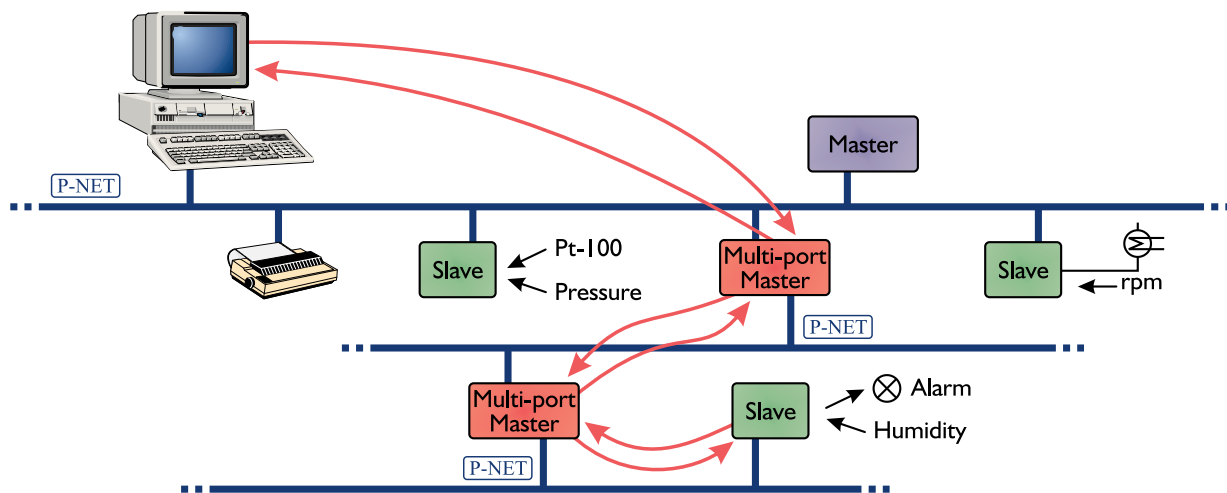 Master
P-NET
Pt-100
Slave
Pressure
Multi-port
Master
Slave
rpm
P-NET
Multi-port
Master
Slave
Alarm
Humidity
P-NET